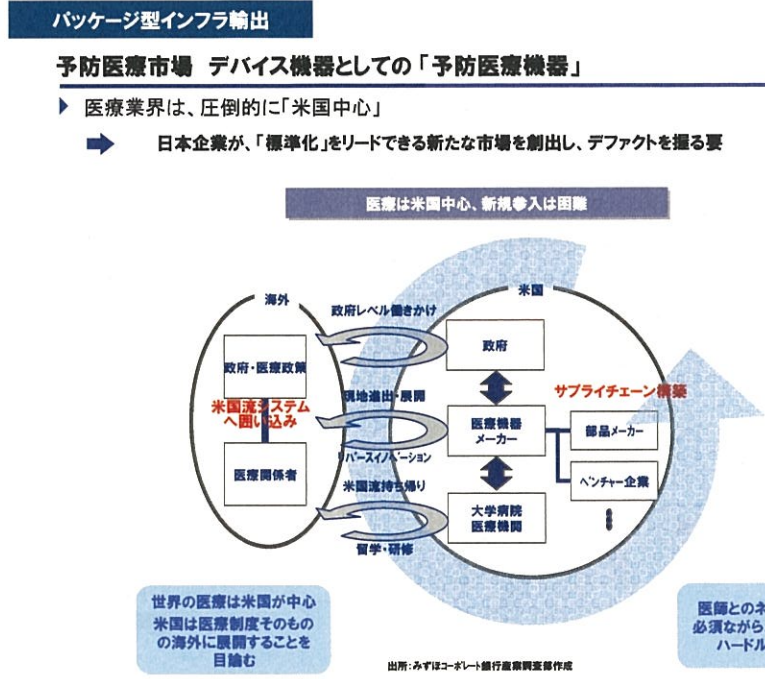 パッケージ型インフラ輸出
予防医療市場 デバイス機器としての「予防医療機器」
医療業界は、圧倒的に「米国中心」
日本企業が、「標準化」をリードできる新たな市場を創出し、デファクトを握る要
医療は米国中心、新規参入は困難
海外
米国
政府レベル働きかけ
政府・医療政策
政府
米国流システム
へ囲い込み
現地進出・展開
サプライチェーン構築
医療機器
メーカー
部品メーカー
リバースイノベーション
医療関係者
米国流持ち帰り
ベンチャー企業
大学病院
医療機関
留学・研修
世界の医療は米国が中心
米国は医療制度そのもの
の海外に展開することを
目論む
医師とのネ
必須ながら
ハードル
出所：みずほコーポレート銀行産業調査部作成